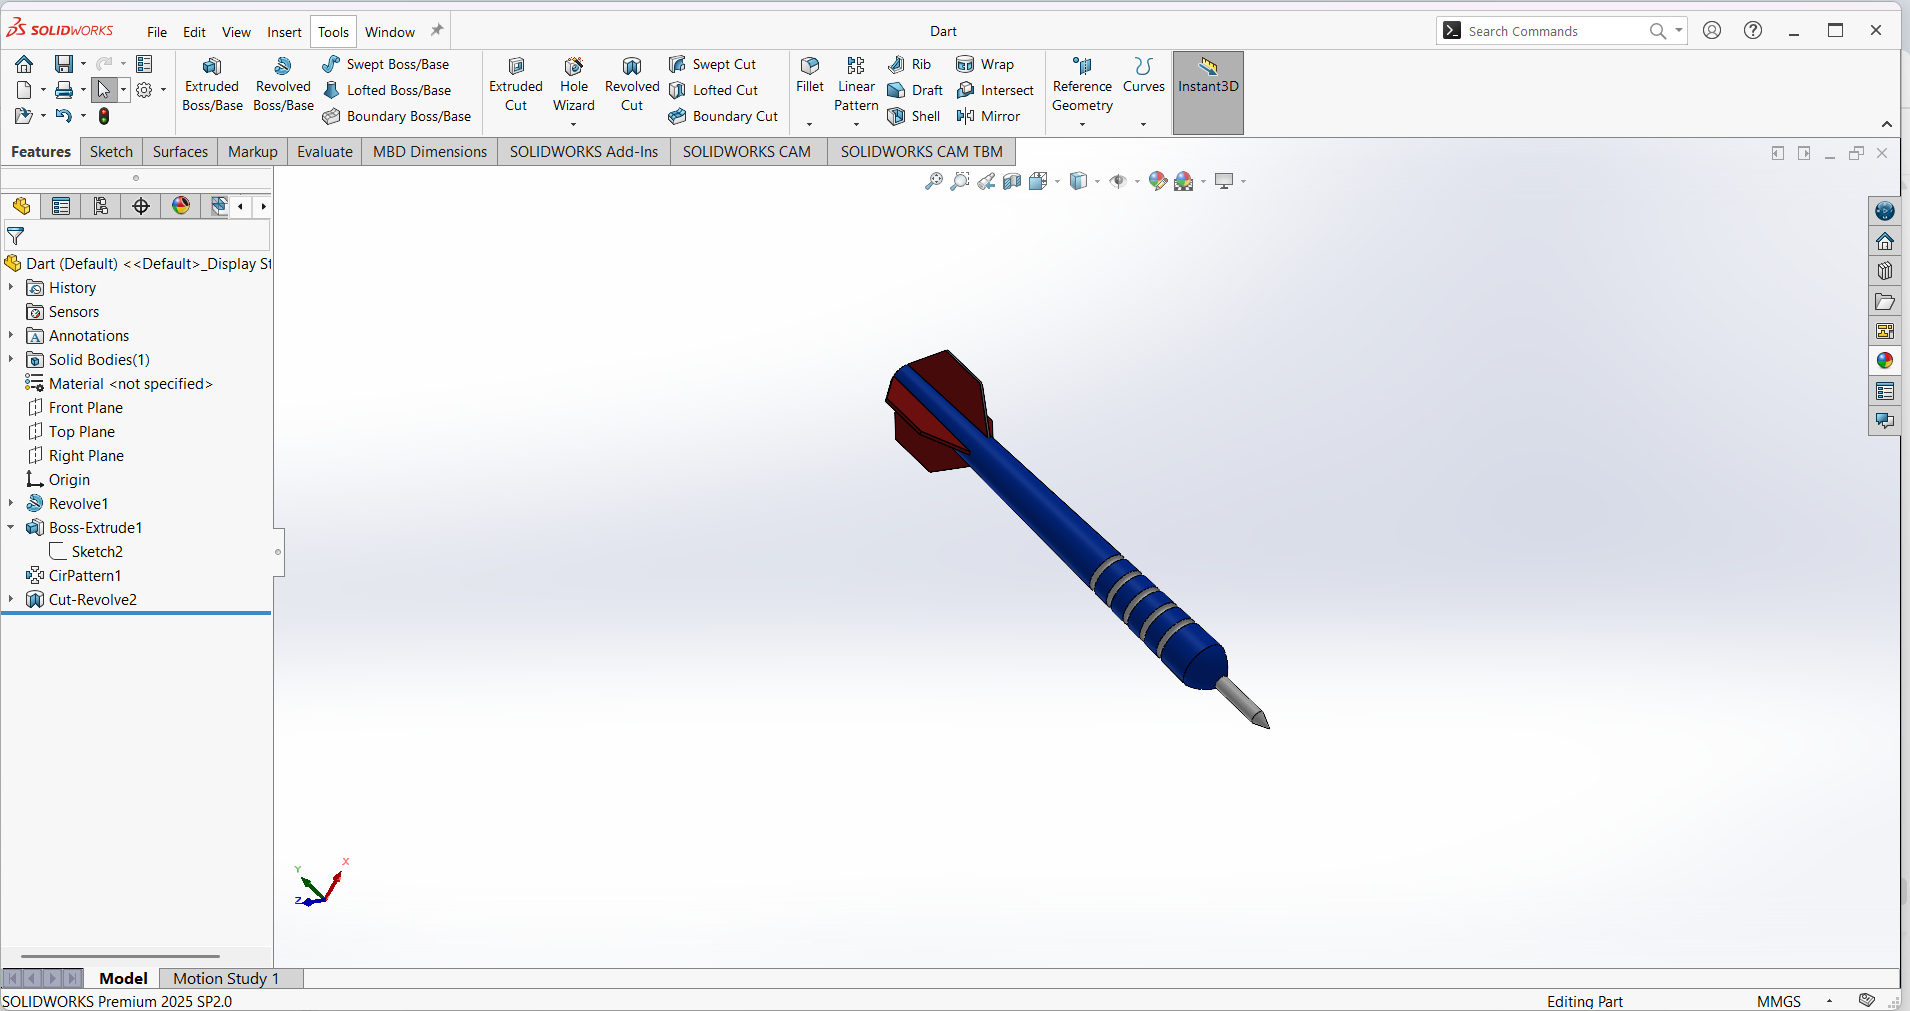 SOLIDWORKS File Edit View Insert Tools Window Dart Search Commands
Extruded Boss/Base
Revolved Boss/Base
Swept Boss/Base
Lofted Boss/Base
Boundary Boss/Base
Extruded Cut
Hole Wizard
Revolved Cut
Swept Cut
Lofted Cut
Boundary Cut
Fillet
Linear Pattern
Rib
Draft
Shell
Wrap
Intersect
Mirror
Reference Geometry
Curves
Instant3D
Features Sketch Surfaces Markup Evaluate MBD Dimensions SOLIDWORKS Add-Ins SOLIDWORKS CAM SOLIDWORKS CAM TBM
Dart (Default) <<Default>_Display St
History
Sensors
Annotations
Solid Bodies(1)
Material <not specified>
Front Plane
Top Plane
Right Plane
Origin
Revolve1
Boss-Extrude1
Sketch2
CirPattern1
Cut-Revolve2
X
Y
Z
Model Motion Study 1
SOLIDWORKS Premium 2025 SP2.0 Editing Part MMGS